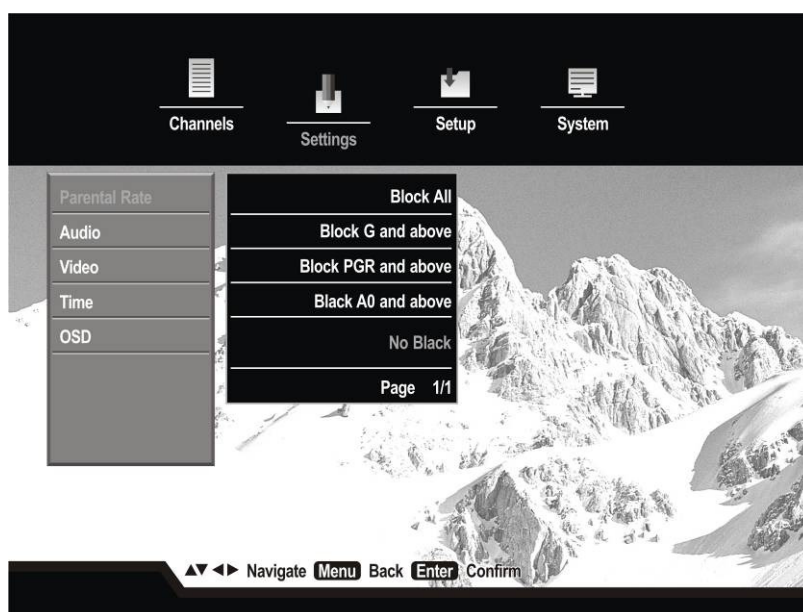 Channels
Settings
Setup
System
Parental Rate
Audio
Video
Time
OSD
Block All
Block G and above
Block PGR and above
Black A0 and above
No Black
Page 1/1
Navigate Menu Back Enter Confirm